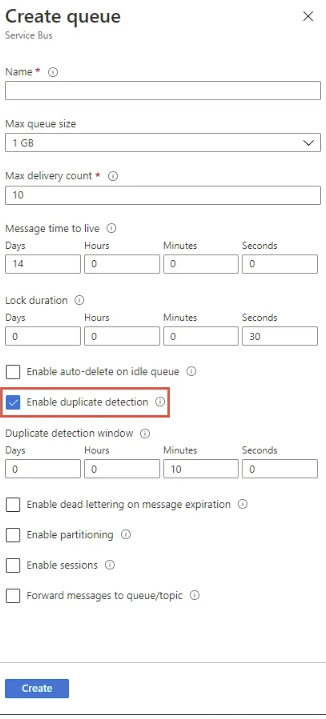 Create queue
Service Bus
Name *
Max queue size
1 GB
Max delivery count *
10
Message time to live
Days Hours Minutes Seconds
14 0 0 0
Lock duration
Days Hours Minutes Seconds
0 0 0 30
Enable auto-delete on idle queue
Enable duplicate detection
Duplicate detection window
Days Hours Minutes Seconds
0 0 10 0
Enable dead lettering on message expiration
Enable partitioning
Enable sessions
Forward messages to queue/topic
Create